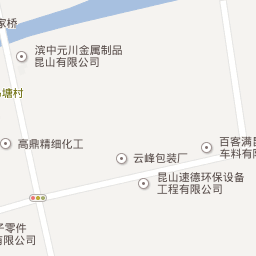 家桥
滨中元川金属制品
昆山有限公司
塘村
高鼎精细化工
百客满
车料有限
云峰包装厂
昆山速德环保设备
工程有限公司
子零件
有限公司